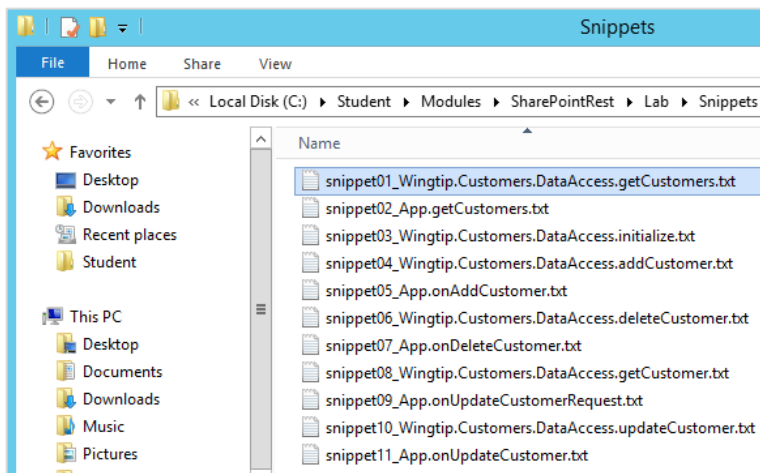 Snippets
File Home Share View
« Local Disk (C:) Student Modules SharePointRest Lab Snippets
Name
Favorites
Desktop
Downloads
Recent places
Student
This PC
Desktop
Documents
Downloads
Music
Pictures
snippet01_Wingtip.Customers.DataAccess.getCustomers.txt
snippet02_App.getCustomers.txt
snippet03_Wingtip.Customers.DataAccess.initialize.txt
snippet04_Wingtip.Customers.DataAccess.addCustomer.txt
snippet05_App.onAddCustomer.txt
snippet06_Wingtip.Customers.DataAccess.deleteCustomer.txt
snippet07_App.onDeleteCustomer.txt
snippet08_Wingtip.Customers.DataAccess.getCustomer.txt
snippet09_App.onUpdateCustomerRequest.txt
snippet10_Wingtip.Customers.DataAccess.updateCustomer.txt
snippet11_App.onUpdateCustomer.txt